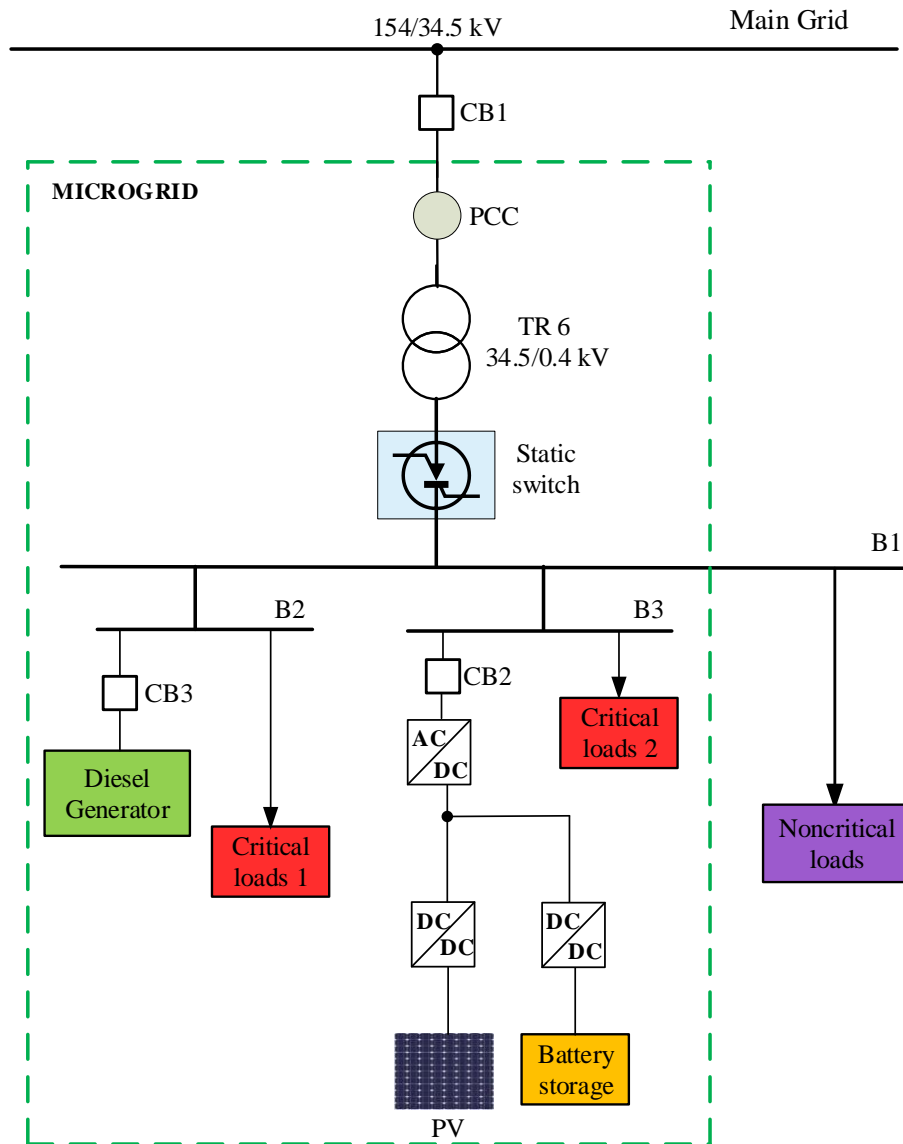 154/34.5 kV
Main Grid
CB1
MICROGRID
PCC
TR 6
34.5/0.4 kV
Static
switch
B1
B2
B3
CB3
CB2
Critical
loads 2
AC
DC
Diesel
Generator
Critical
loads 1
Noncritical
loads
DC
DC
DC
DC
Battery
storage
PV